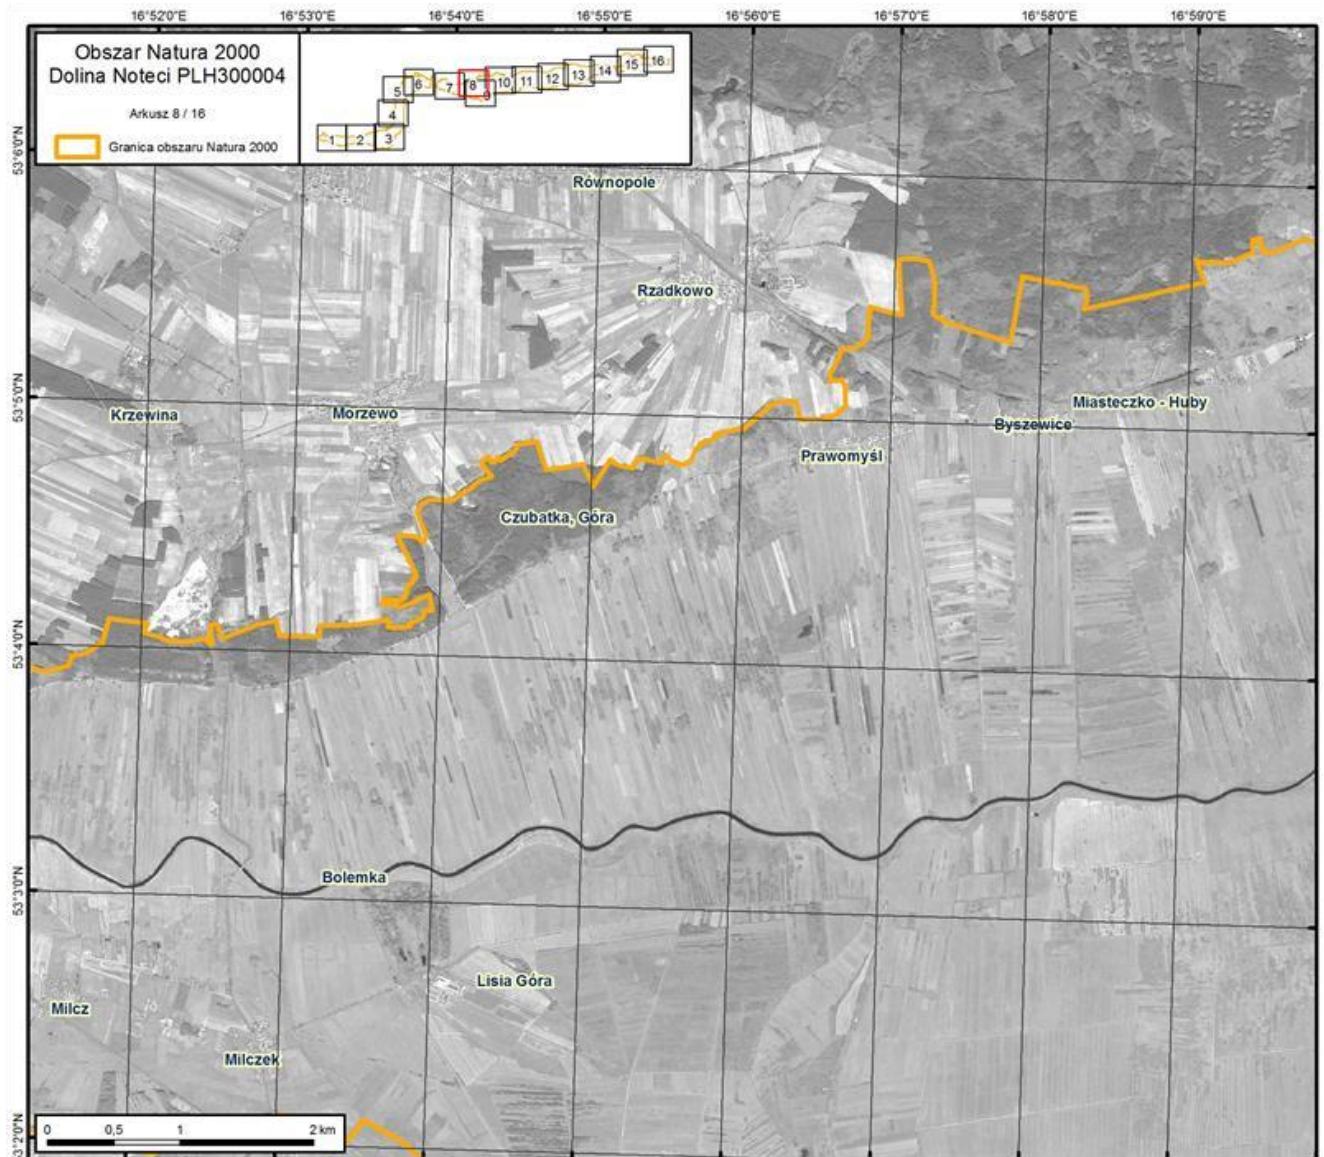 16°52'0"E 16°53'0"E 16°54'0"E 16°55'0"E 16°56'0"E 16°57'0"E 16°58'0"E 16°59'0"E
Obszar Natura 2000
Dolina Noteci PLH300004
Arkusz 8 / 16
Granica obszaru Natura 2000
1 2 3 4 5 6 7 8 9 10 11 12 13 14 15 16
53°6'0"N
Równopole
Rzadkowo
53°5'0"N
Krzewina
Morzewo
Miasteczko - Huby
Byszewice
Prawomyśl
Czubatka, Góra
53°4'0"N
Bolemka
53°3'0"N
Lisia Góra
Milcz
Milczek
53°2'0"N
0 0,5 1 2 km